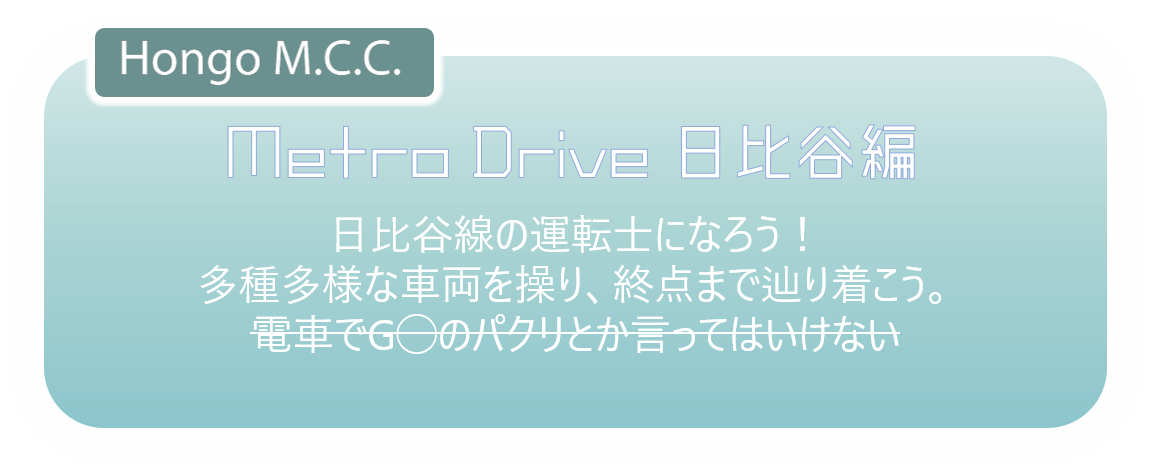 Hongo M.C.C.
Metro Drive 日比谷編
日比谷線の運転士になろう！
多種多様な車両を操り、終点まで辿り着こう。
電車でG◯のパクリとか言ってはいけない